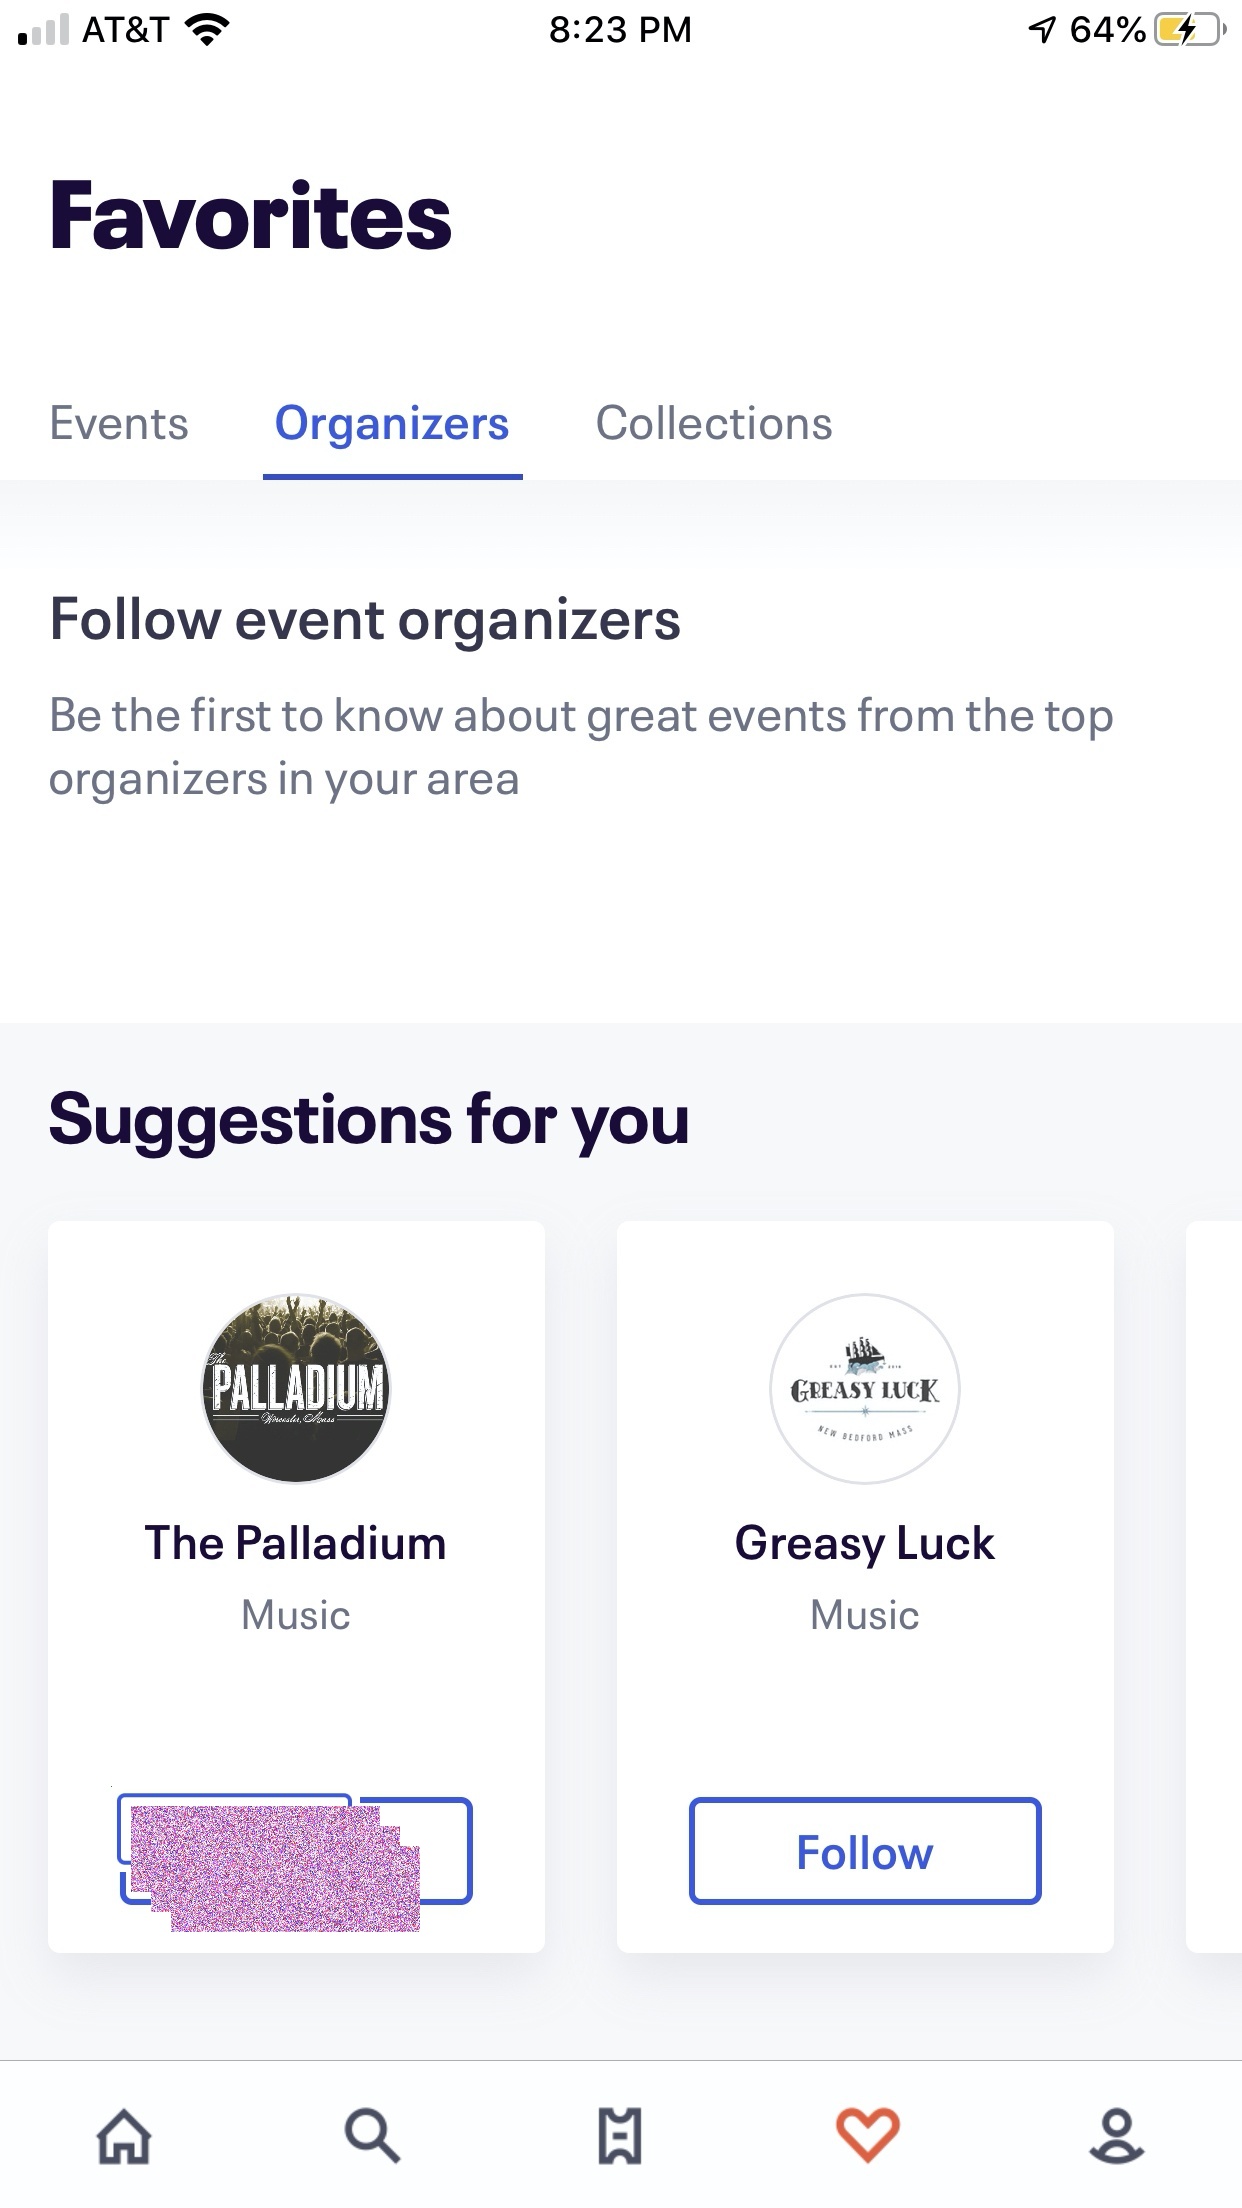 AT&T
8:23 PM
64%
Favorites
Events
Organizers
Collections
Follow event organizers
Be the first to know about great events from the top
organizers in your area
Suggestions for you
The
PALLADIUM
Worcester, Mass
The Palladium
Music
GREASY LUCK
NEW BEDFORD MASS
Greasy Luck
Music
Follow